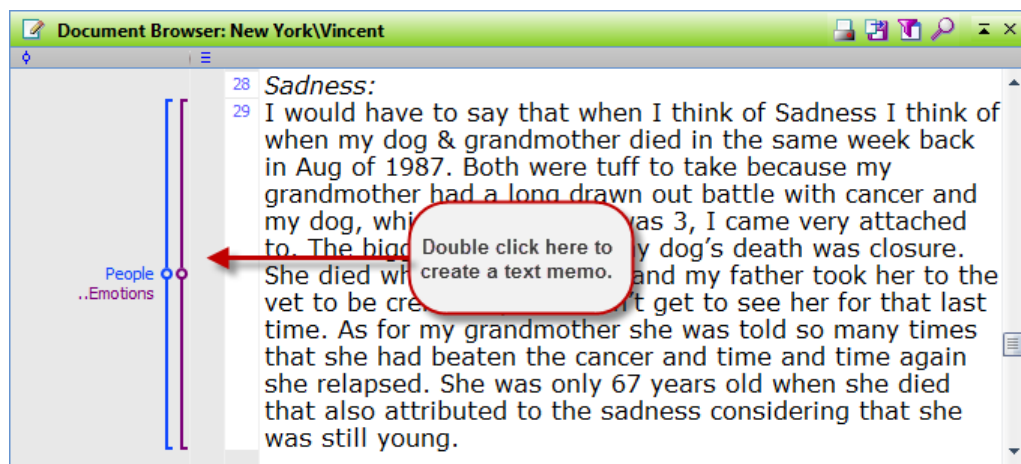 Document Browser: New York\Vincent
28 Sadness:
29 I would have to say that when I think of Sadness I think of
when my dog & grandmother died in the same week back
in Aug of 1987. Both were tuff to take because my
grandmother had a long drawn out battle with cancer and
my dog, as 3, I came very attached
to. The dog's death was closure.
She died and my father took her to the
vet to be get to see her for that last
time. As for my grandmother she was told so many times
that she had beaten the cancer and time and time again
she relapsed. She was only 67 years old when she died
that also attributed to the sadness considering that she
was still young.
Double click here to
create a text memo.
People
..Emotions